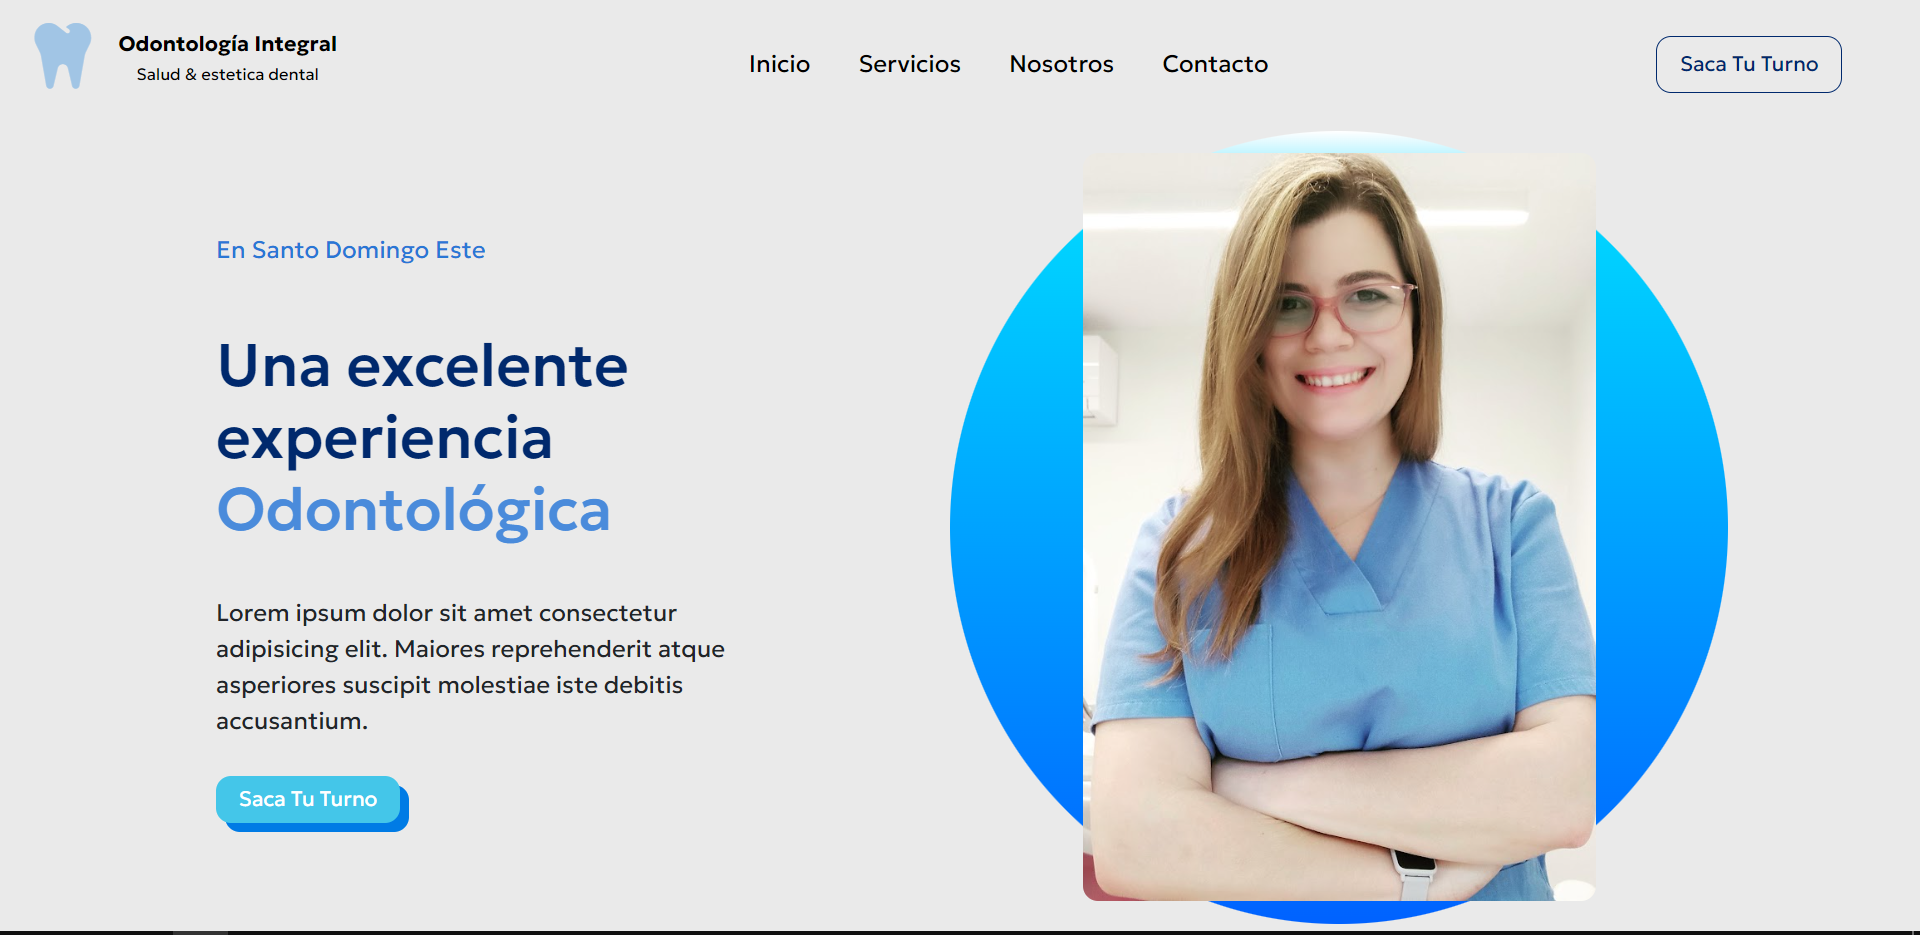 Odontología Integral
Salud & estetica dental
Inicio Servicios Nosotros Contacto
Saca Tu Turno
En Santo Domingo Este
Una excelente
experiencia
Odontológica
Lorem ipsum dolor sit amet consectetur
adipisicing elit. Maiores reprehenderit atque
asperiores suscipit molestiae iste debitis
accusantium.
Saca Tu Turno